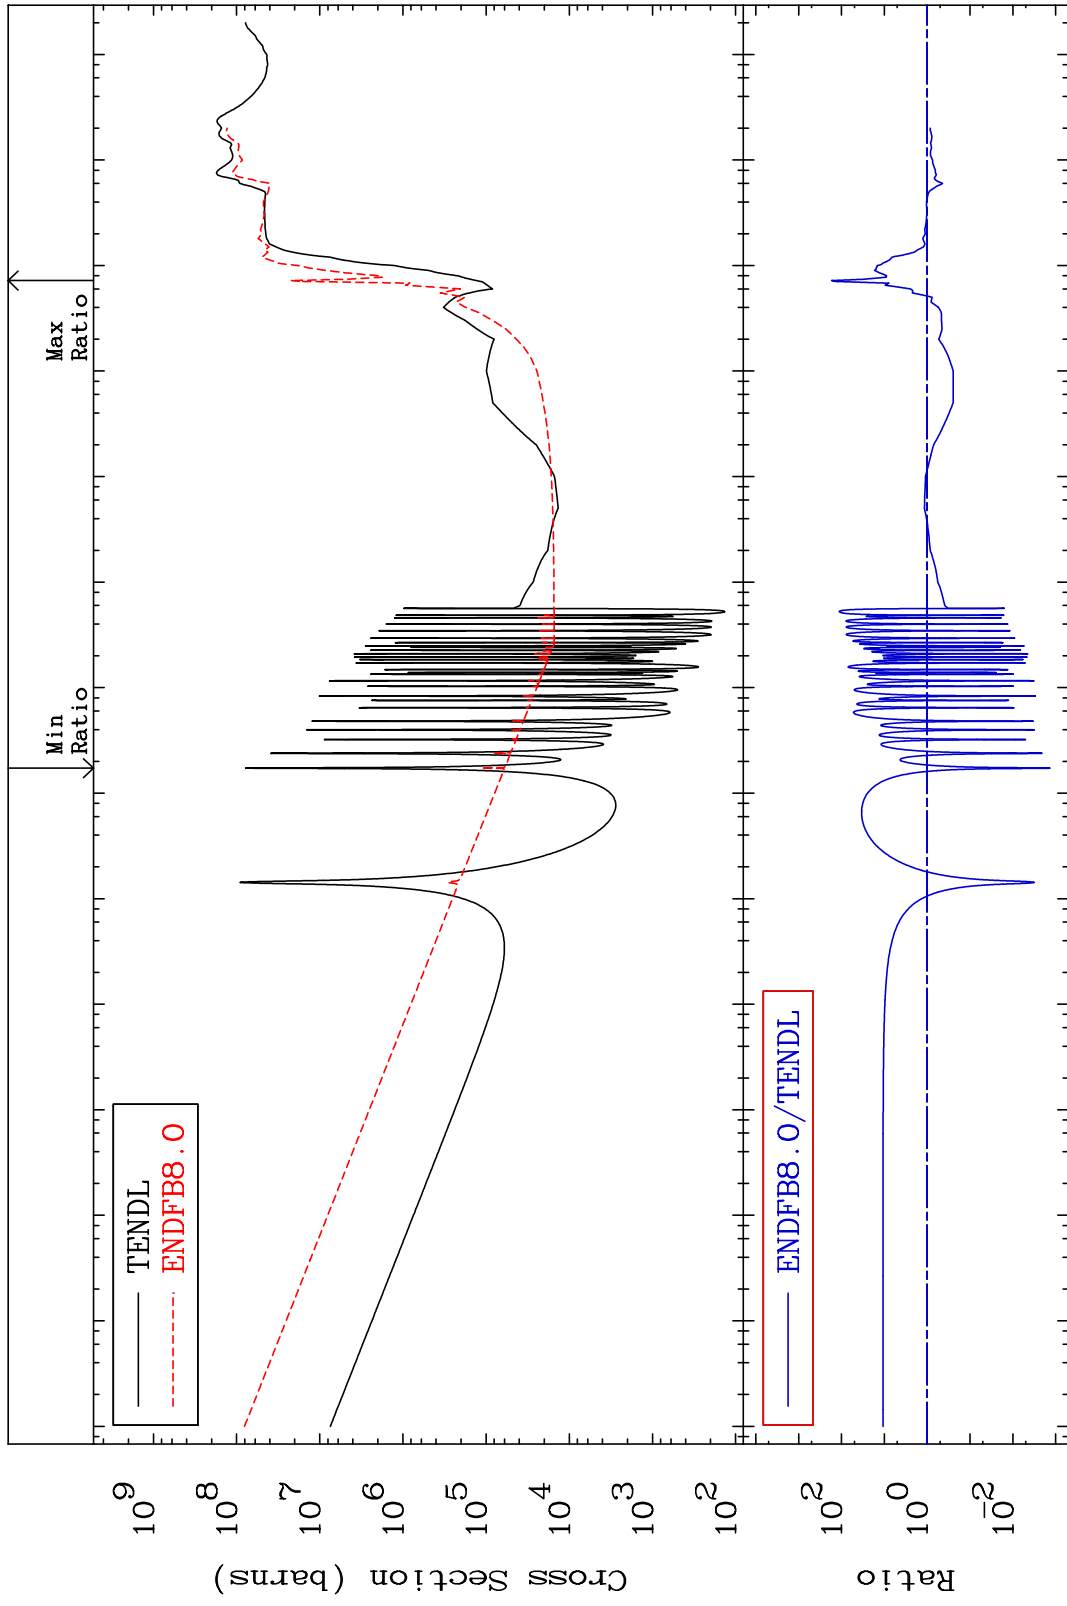 Max
Ratio
Min
Ratio
TENDL
ENDFB8.0
10 9
10 8
10 7
10 6
10 5
10 4
10 3
10 2
Cross Section (barns)
ENDFB8.0/TENDL
10 2
10 0
10 -2
Ratio